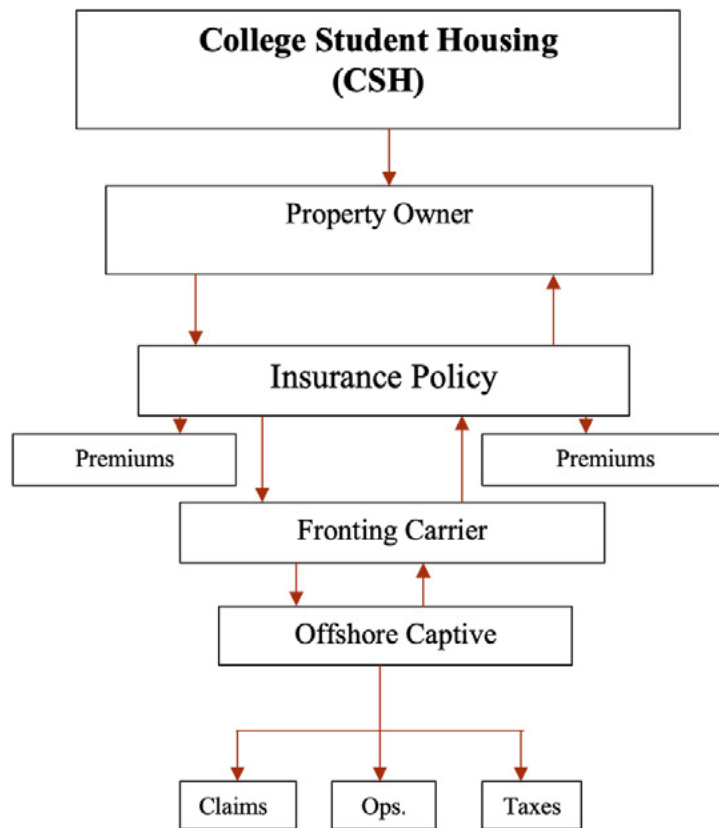 College Student Housing
(CSH)
Property Owner
Insurance Policy
Premiums
Premiums
Fronting Carrier
Offshore Captive
Claims
Ops.
Taxes